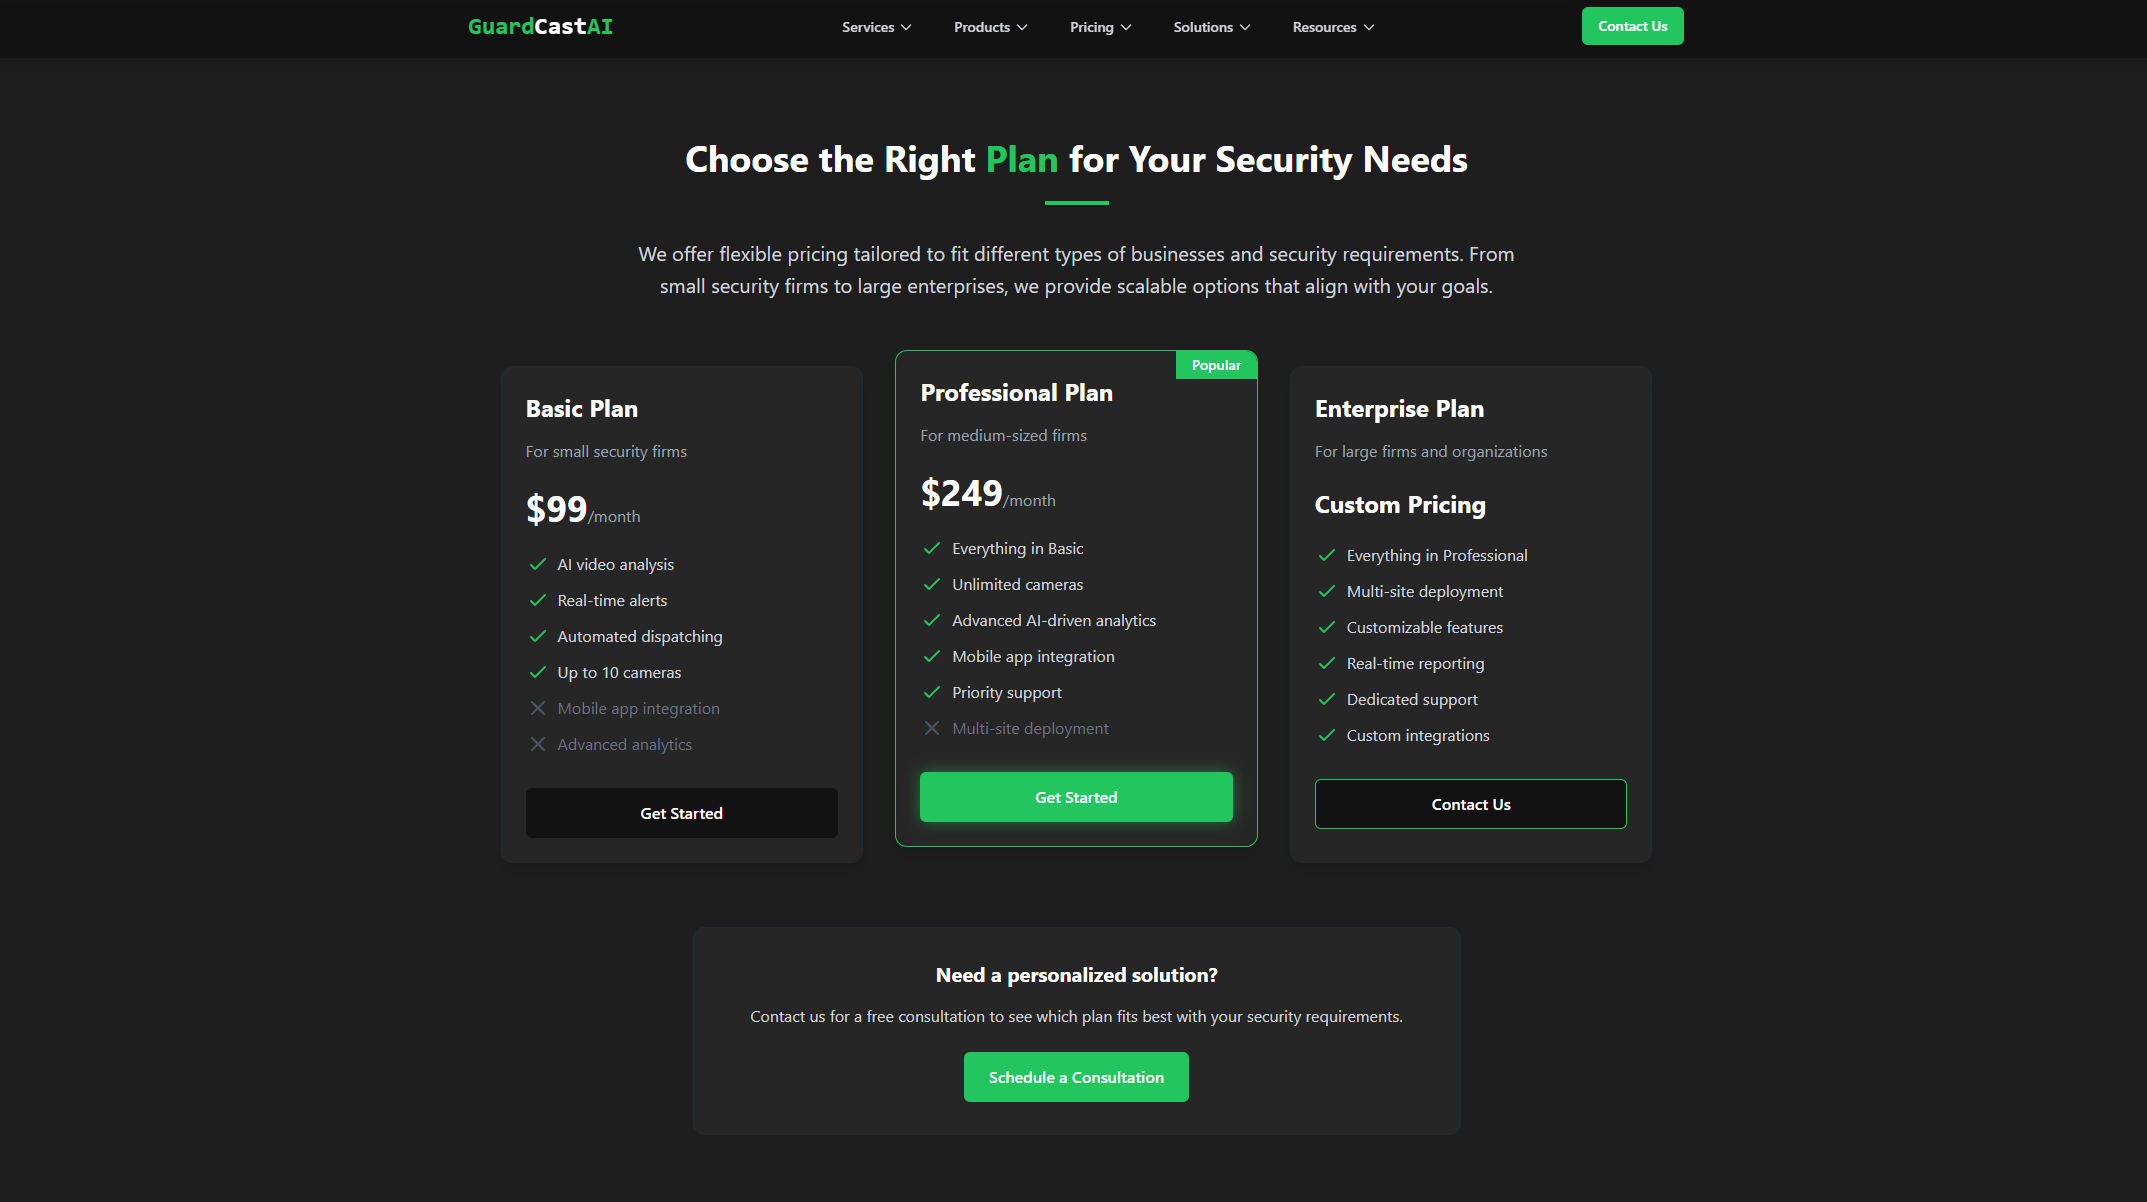 GuardCastAI
Services
Products
Pricing
Solutions
Resources
Contact Us
Choose the Right Plan for Your Security Needs
We offer flexible pricing tailored to fit different types of businesses and security requirements. From
small security firms to large enterprises, we provide scalable options that align with your goals.
Basic Plan
For small security firms
$99/month
AI video analysis
Real-time alerts
Automated dispatching
Up to 10 cameras
Mobile app integration
Advanced analytics
Get Started
Popular
Professional Plan
For medium-sized firms
$249/month
Everything in Basic
Unlimited cameras
Advanced AI-driven analytics
Mobile app integration
Priority support
Multi-site deployment
Get Started
Enterprise Plan
For large firms and organizations
Custom Pricing
Everything in Professional
Multi-site deployment
Customizable features
Real-time reporting
Dedicated support
Custom integrations
Contact Us
Need a personalized solution?
Contact us for a free consultation to see which plan fits best with your security requirements.
Schedule a Consultation